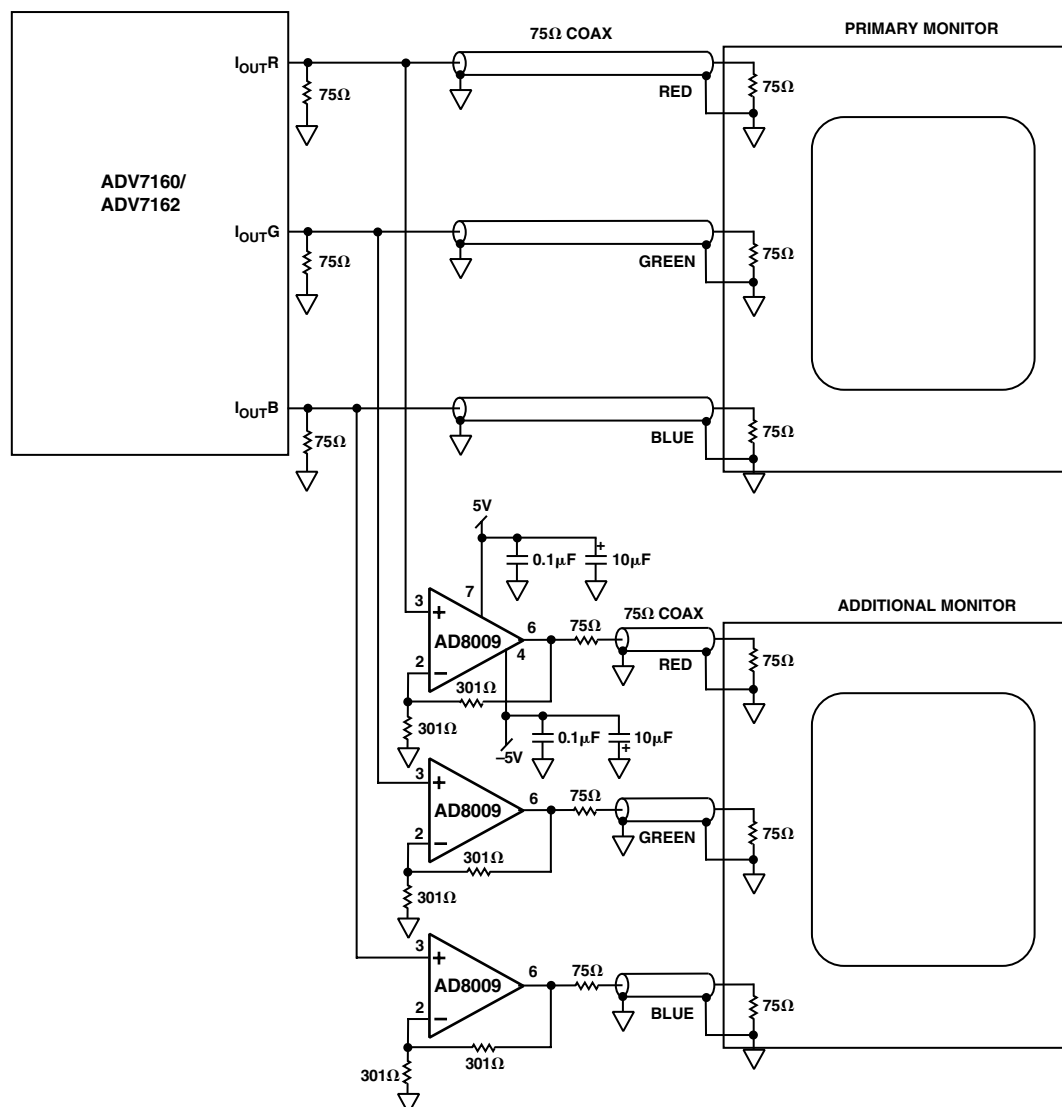 75Ω COAX
PRIMARY MONITOR
IOUTR
75Ω
RED
75Ω
ADV7160/
ADV7162
IOUTG
75Ω
GREEN
75Ω
IOUTB
75Ω
BLUE
75Ω
5V
+
0.1μF
10μF
7
3
+
AD8009
6
4
2
–
301Ω
301Ω
75Ω
75Ω COAX
RED
ADDITIONAL MONITOR
75Ω
–5V
0.1μF
10μF
+
3
+
AD8009
6
75Ω
2
–
301Ω
301Ω
GREEN
75Ω
3
+
AD8009
6
75Ω
2
–
301Ω
301Ω
BLUE
75Ω